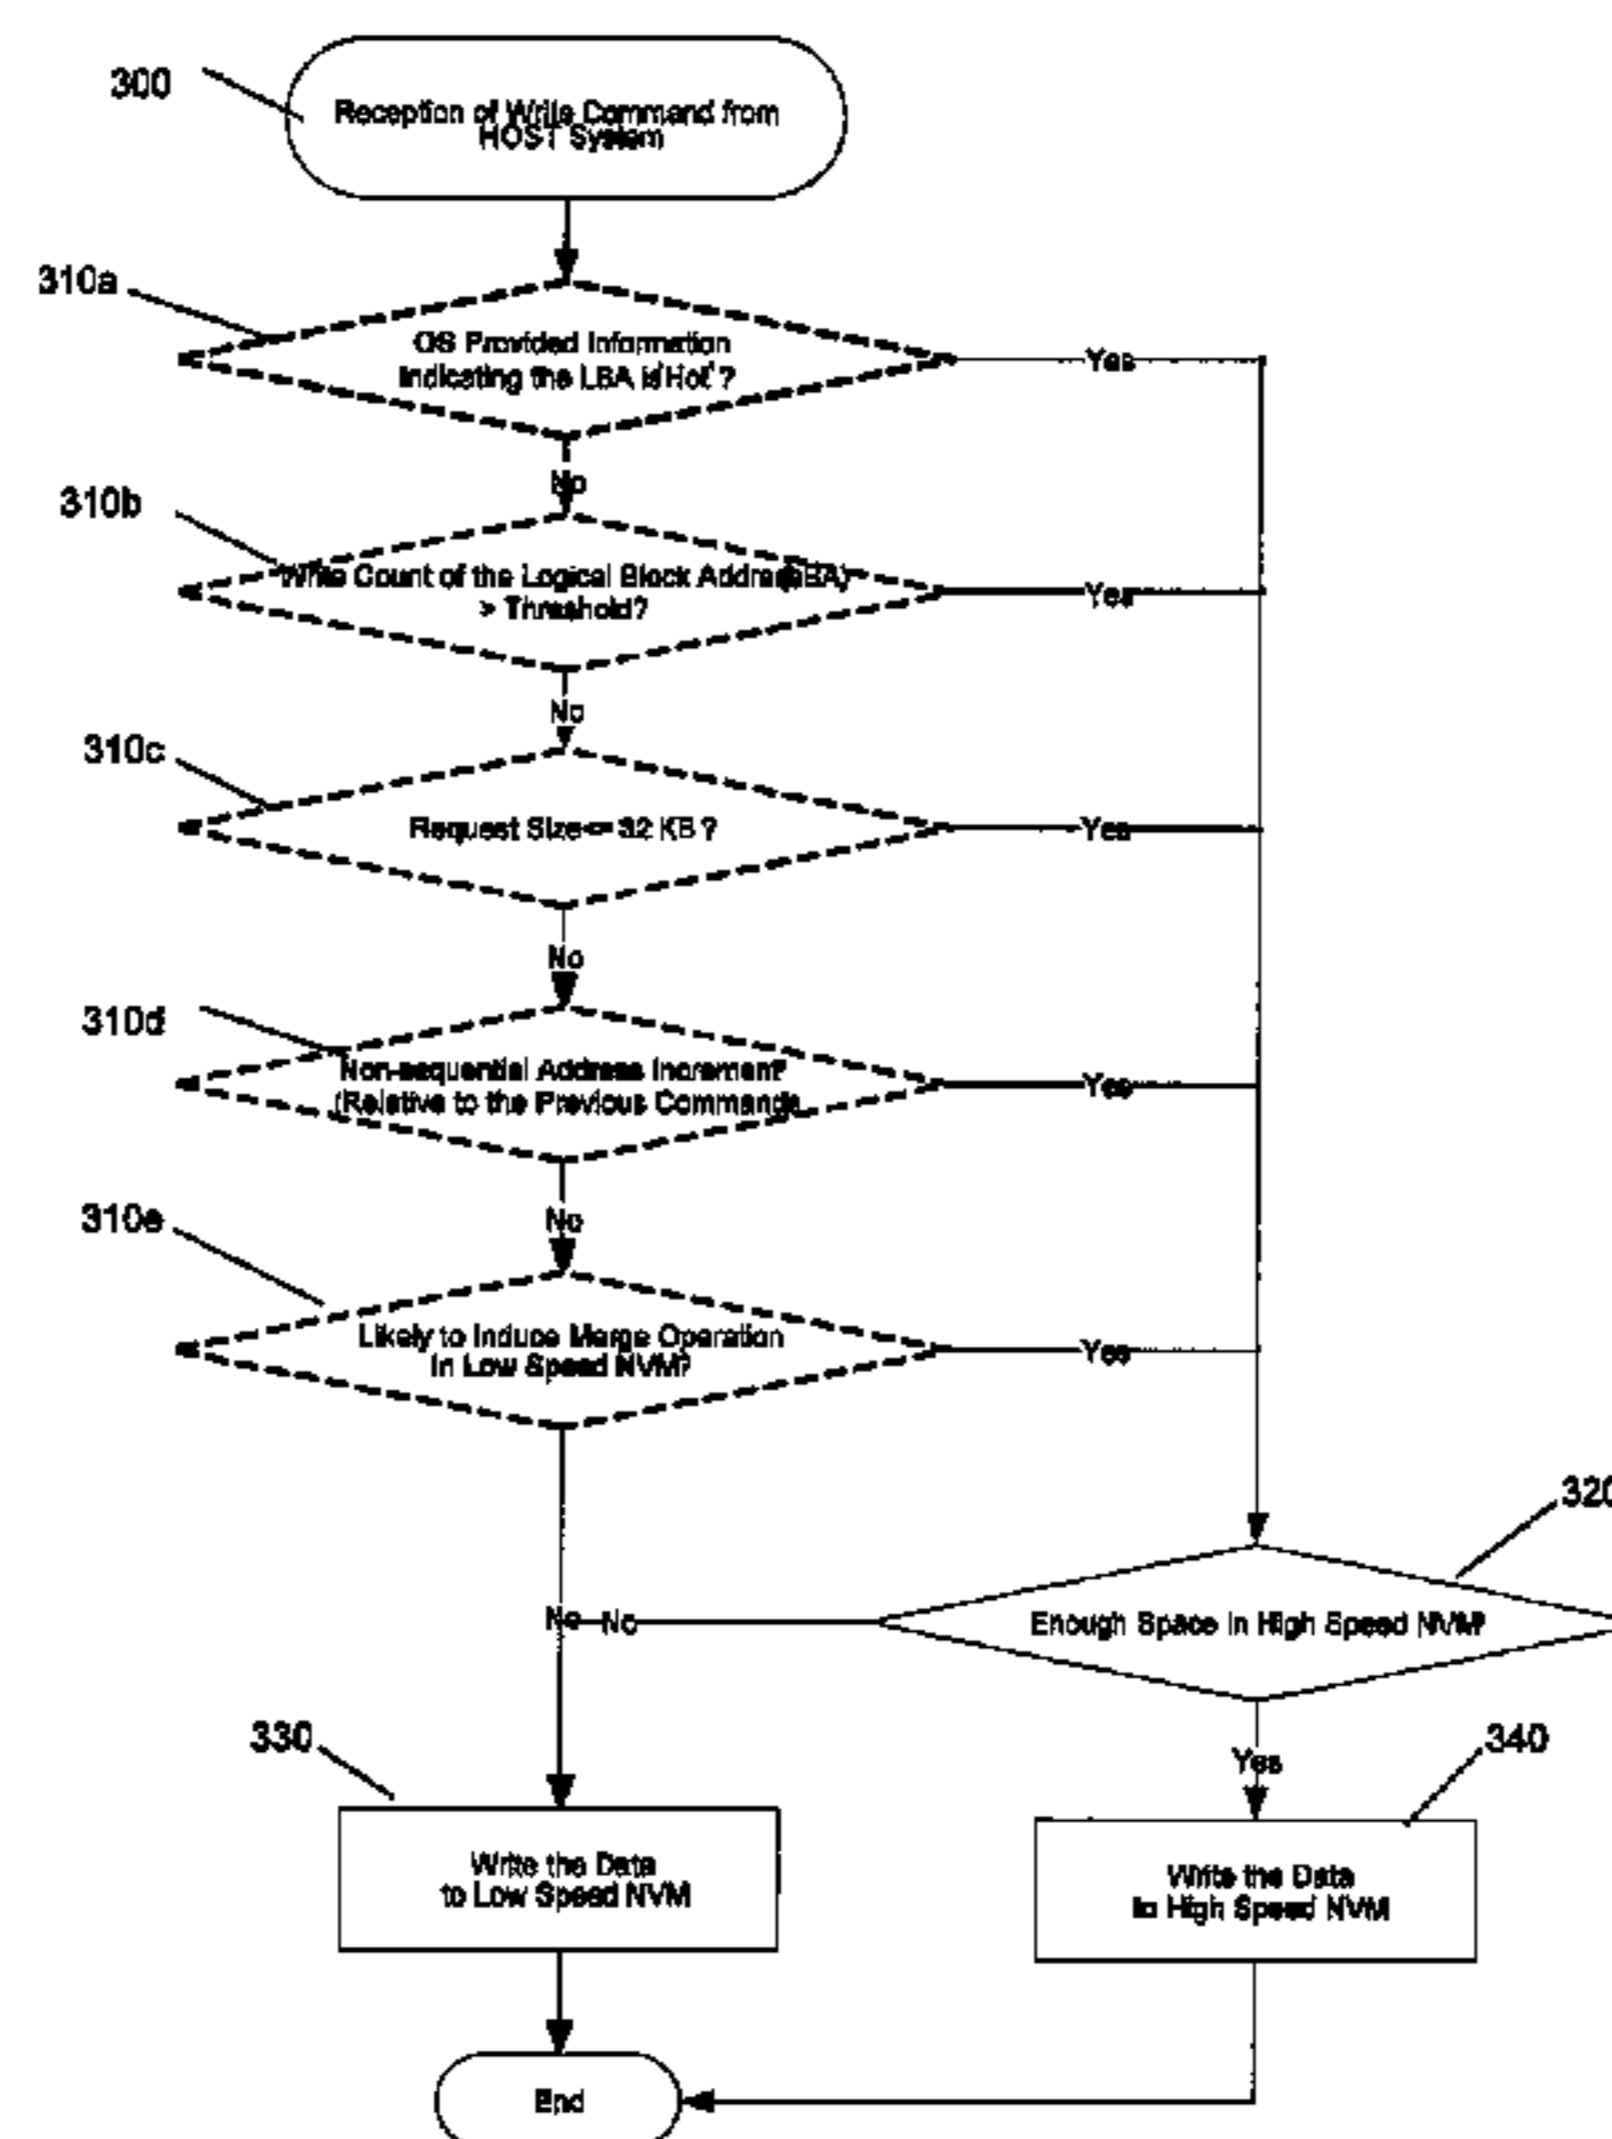 300
Reception of Write Command from
HOST System
310a
OS Provided Information
Indicating the LBA is 'Hot' ?
Yes
No
310b
Write Count of the Logical Block Address(LBA)
> Threshold?
Yes
No
310c
Request Size <= 32 KB ?
Yes
No
310d
Non-sequential Address Increment?
(Relative to the Previous Commands
Yes
No
310e
Likely to Induce Merge Operation
in Low Speed NVM?
Yes
320
No
No
Enough Space in High Speed NVM?
330
Yes
340
Write the Data
to Low Speed NVM
Write the Data
to High Speed NVM
End